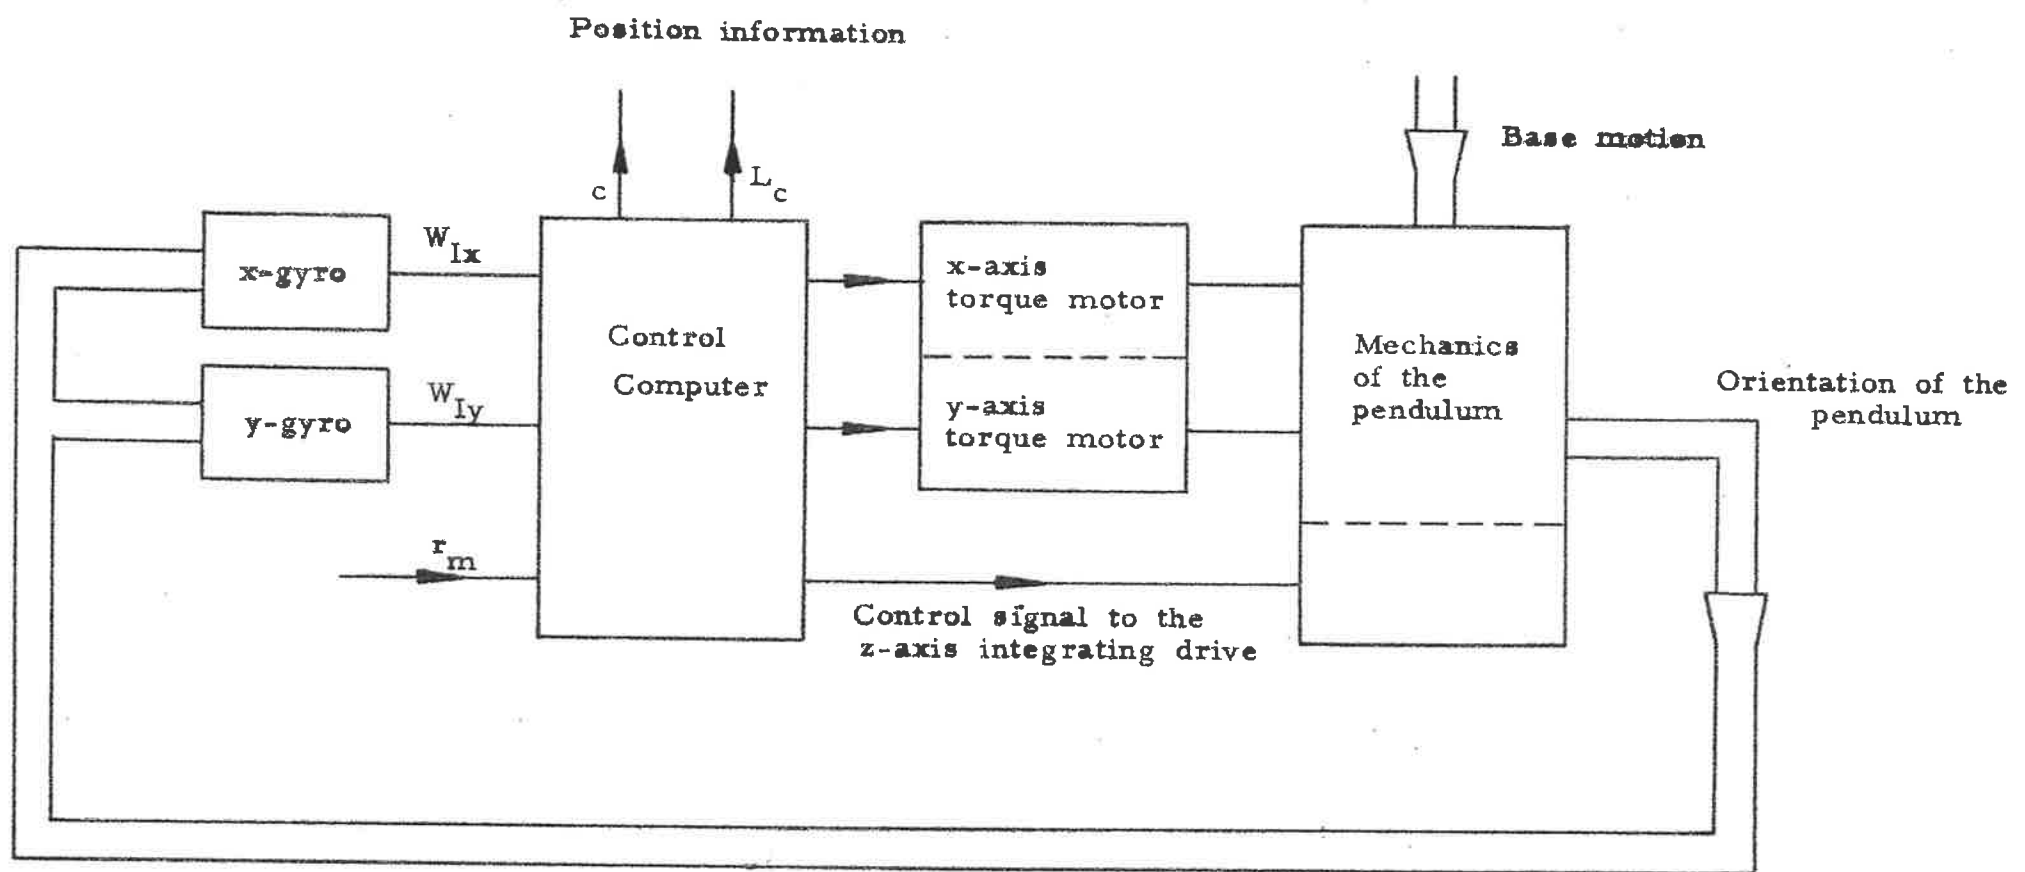 Position information
Base motion
c
L_c
W_Ix
x-gyro
x-axis
torque motor
Control
Computer
Mechanics
of the
pendulum
Orientation of the
pendulum
W_Iy
y-gyro
y-axis
torque motor
r_m
Control signal to the
z-axis integrating drive